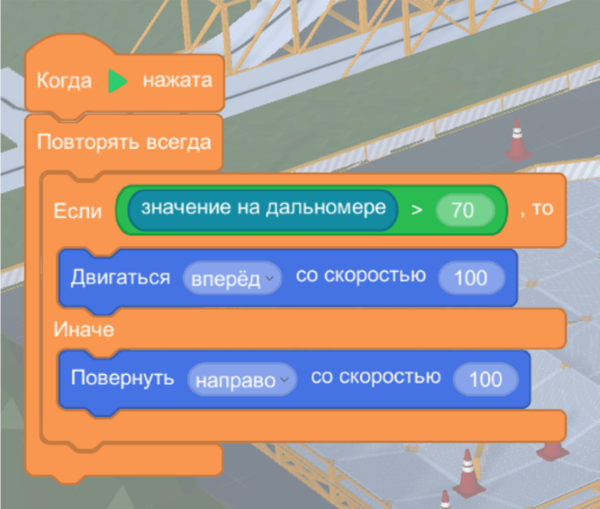 Когда нажата
Повторять всегда
Если значение на дальномере > 70 , то
Двигаться вперёд со скоростью 100
Иначе
Повернуть направо со скоростью 100